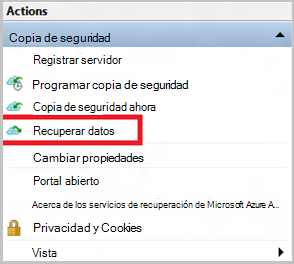 Actions
Copia de seguridad
Registrar servidor
Programar copia de seguridad
Copia de seguridad ahora
Recuperar datos
Cambiar propiedades
Portal abierto
Acerca de los servicios de recuperación de Microsoft Azure A...
Privacidad y Cookies
Vista